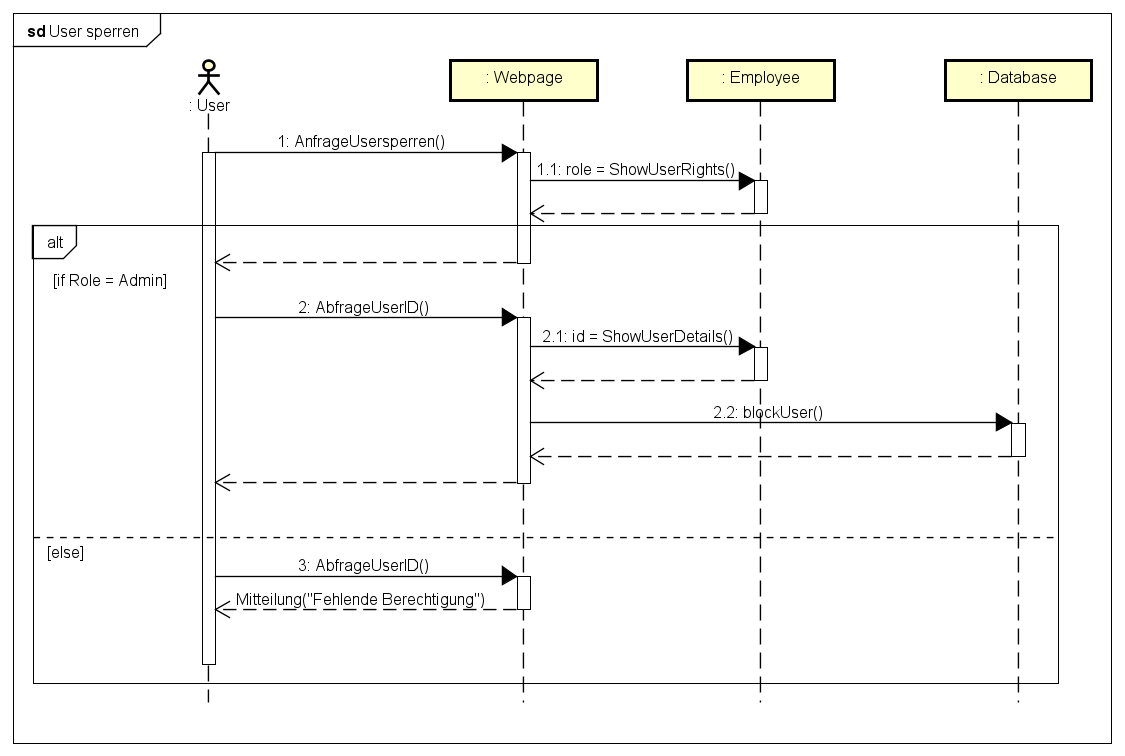 sd User sperren
: User
: Webpage
: Employee
: Database
1: AnfrageUsersperren()
1.1: role = ShowUserRights()
alt
[if Role = Admin]
2: AbfrageUserID()
2.1: id = ShowUserDetails()
2.2: blockUser()
[else]
3: AbfrageUserID()
Mitteilung("Fehlende Berechtigung")